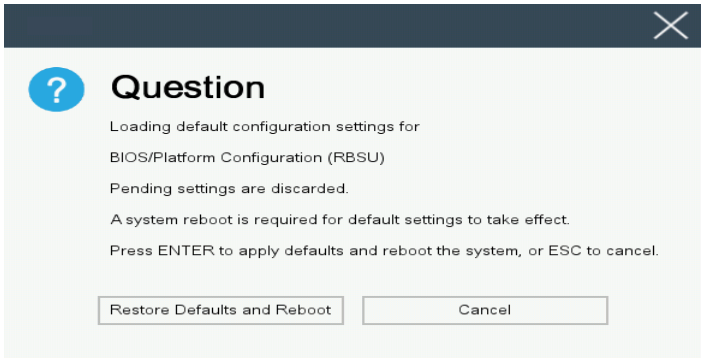 Question
Loading default configuration settings for
BIOS/Platform Configuration (RBSU)
Pending settings are discarded.
A system reboot is required for default settings to take effect.
Press ENTER to apply defaults and reboot the system, or ESC to cancel.
Restore Defaults and Reboot
Cancel